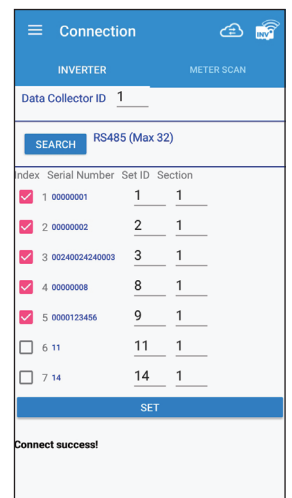 Connection
INV
INVERTER METER SCAN
Data Collector ID 1
SEARCH RS485 (Max 32)
Index Serial Number Set ID Section
1 00000001 1 1
2 00000002 2 1
3 00240024240003 3 1
4 00000008 8 1
5 0000123456 9 1
6 11 11 1
7 14 14 1
SET
Connect success!